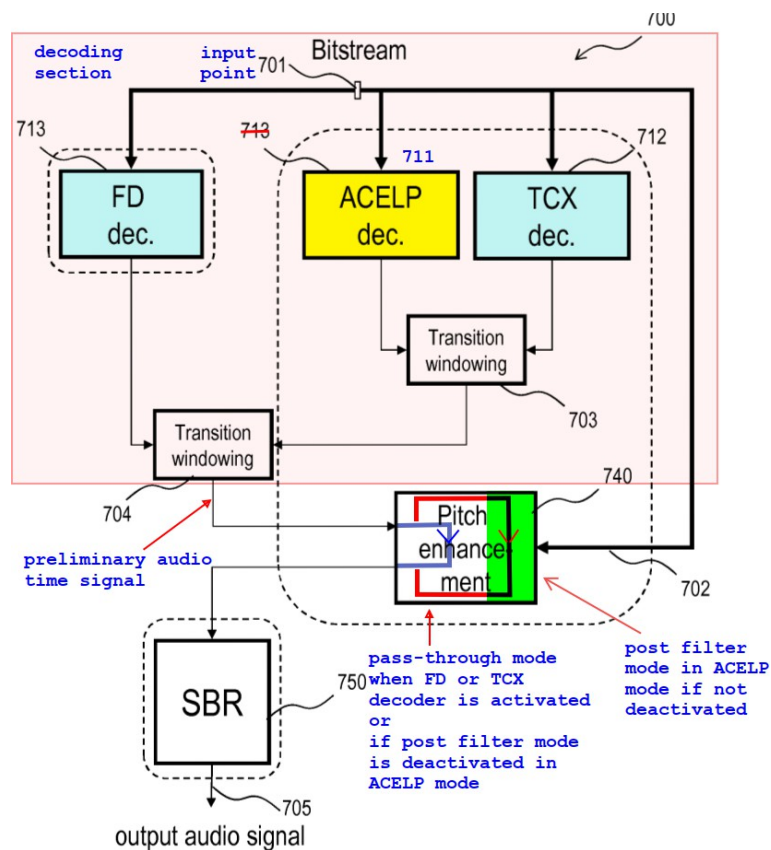 700
decoding
section
input
point
701
Bitstream
713
713
711
712
FD
dec.
ACELP
dec.
TCX
dec.
Transition
windowing
703
Transition
windowing
704
740
Pitch
enhance-
ment
702
preliminary audio
time signal
pass-through mode
when FD or TCX
decoder is activated
or
if post filter mode
is deactivated in
ACELP mode
post filter
mode in ACELP
mode if not
deactivated
SBR
750
705
output audio signal